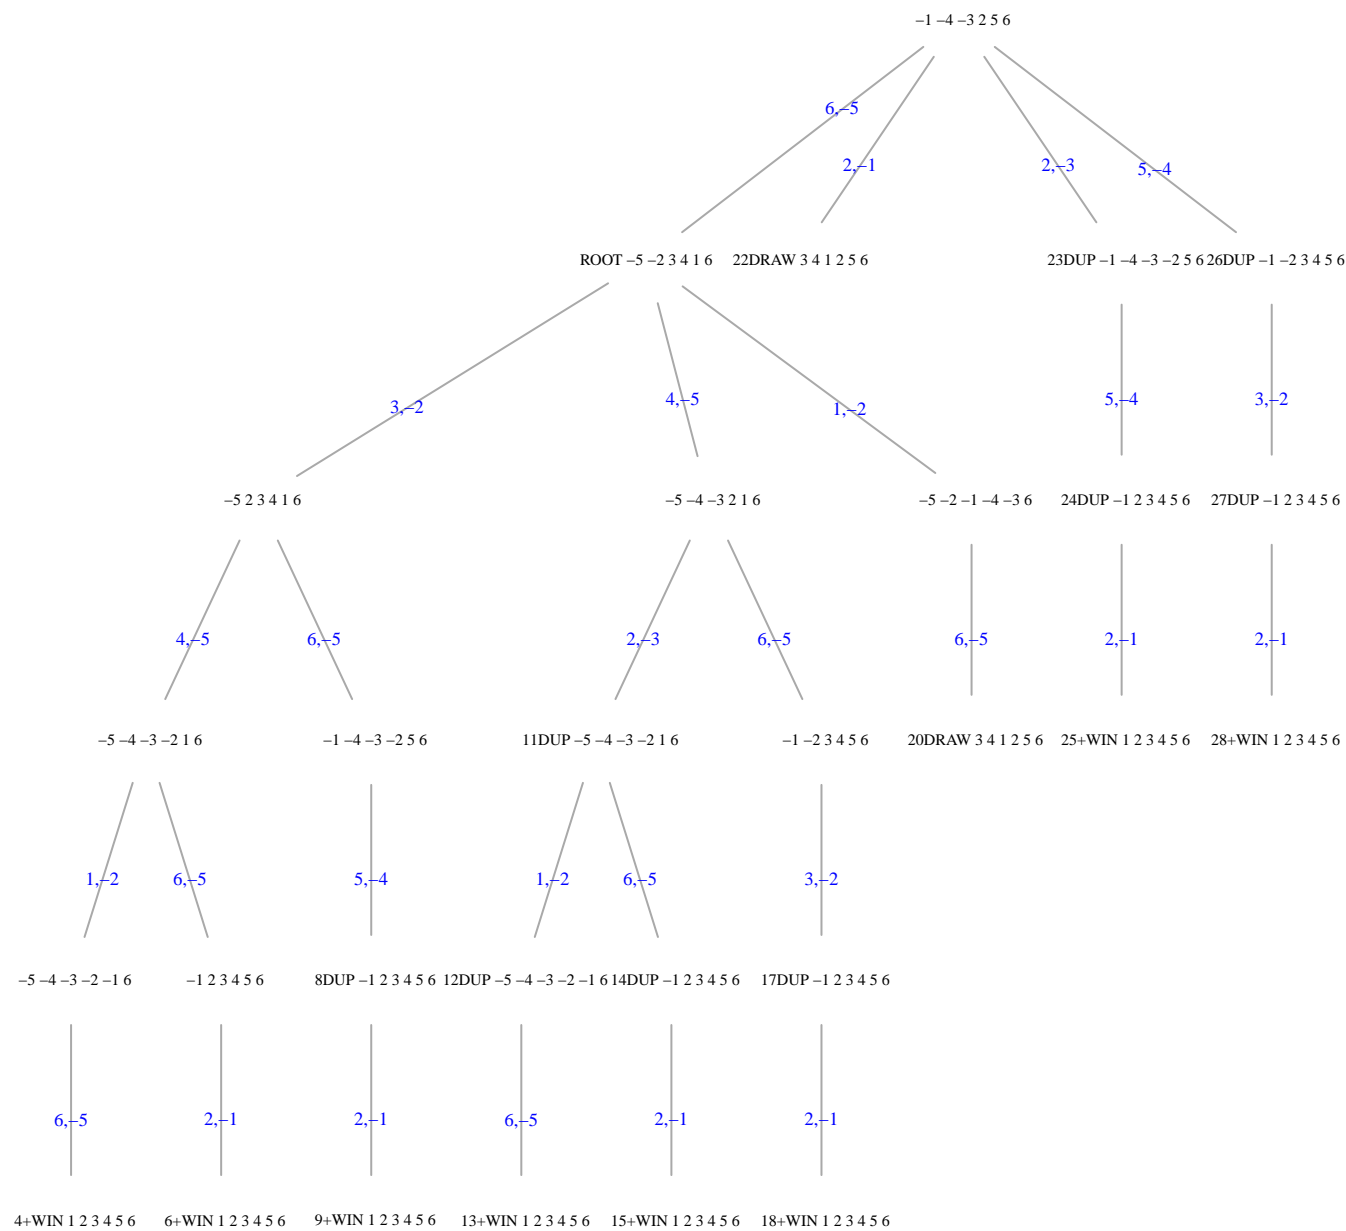 –1 –4 –3 2 5 6
6,–5
2,–1
2,–3
5,–4
ROOT –5 –2 3 4 1 6
22DRAW 3 4 1 2 5 6
23DUP –1 –4 –3 –2 5 6
26DUP –1 –2 3 4 5 6
3,–2
4,–5
1,–2
5,–4
3,–2
–5 2 3 4 1 6
–5 –4 –3 2 1 6
–5 –2 –1 –4 –3 6
24DUP –1 2 3 4 5 6
27DUP –1 2 3 4 5 6
4,–5
6,–5
2,–3
6,–5
6,–5
2,–1
2,–1
–5 –4 –3 –2 1 6
–1 –4 –3 –2 5 6
11DUP –5 –4 –3 –2 1 6
–1 –2 3 4 5 6
20DRAW 3 4 1 2 5 6
25+WIN 1 2 3 4 5 6
28+WIN 1 2 3 4 5 6
1,–2
6,–5
5,–4
1,–2
6,–5
3,–2
–5 –4 –3 –2 –1 6
–1 2 3 4 5 6
8DUP –1 2 3 4 5 6
12DUP –5 –4 –3 –2 –1 6
14DUP –1 2 3 4 5 6
17DUP –1 2 3 4 5 6
6,–5
2,–1
2,–1
6,–5
2,–1
2,–1
4+WIN 1 2 3 4 5 6
6+WIN 1 2 3 4 5 6
9+WIN 1 2 3 4 5 6
13+WIN 1 2 3 4 5 6
15+WIN 1 2 3 4 5 6
18+WIN 1 2 3 4 5 6